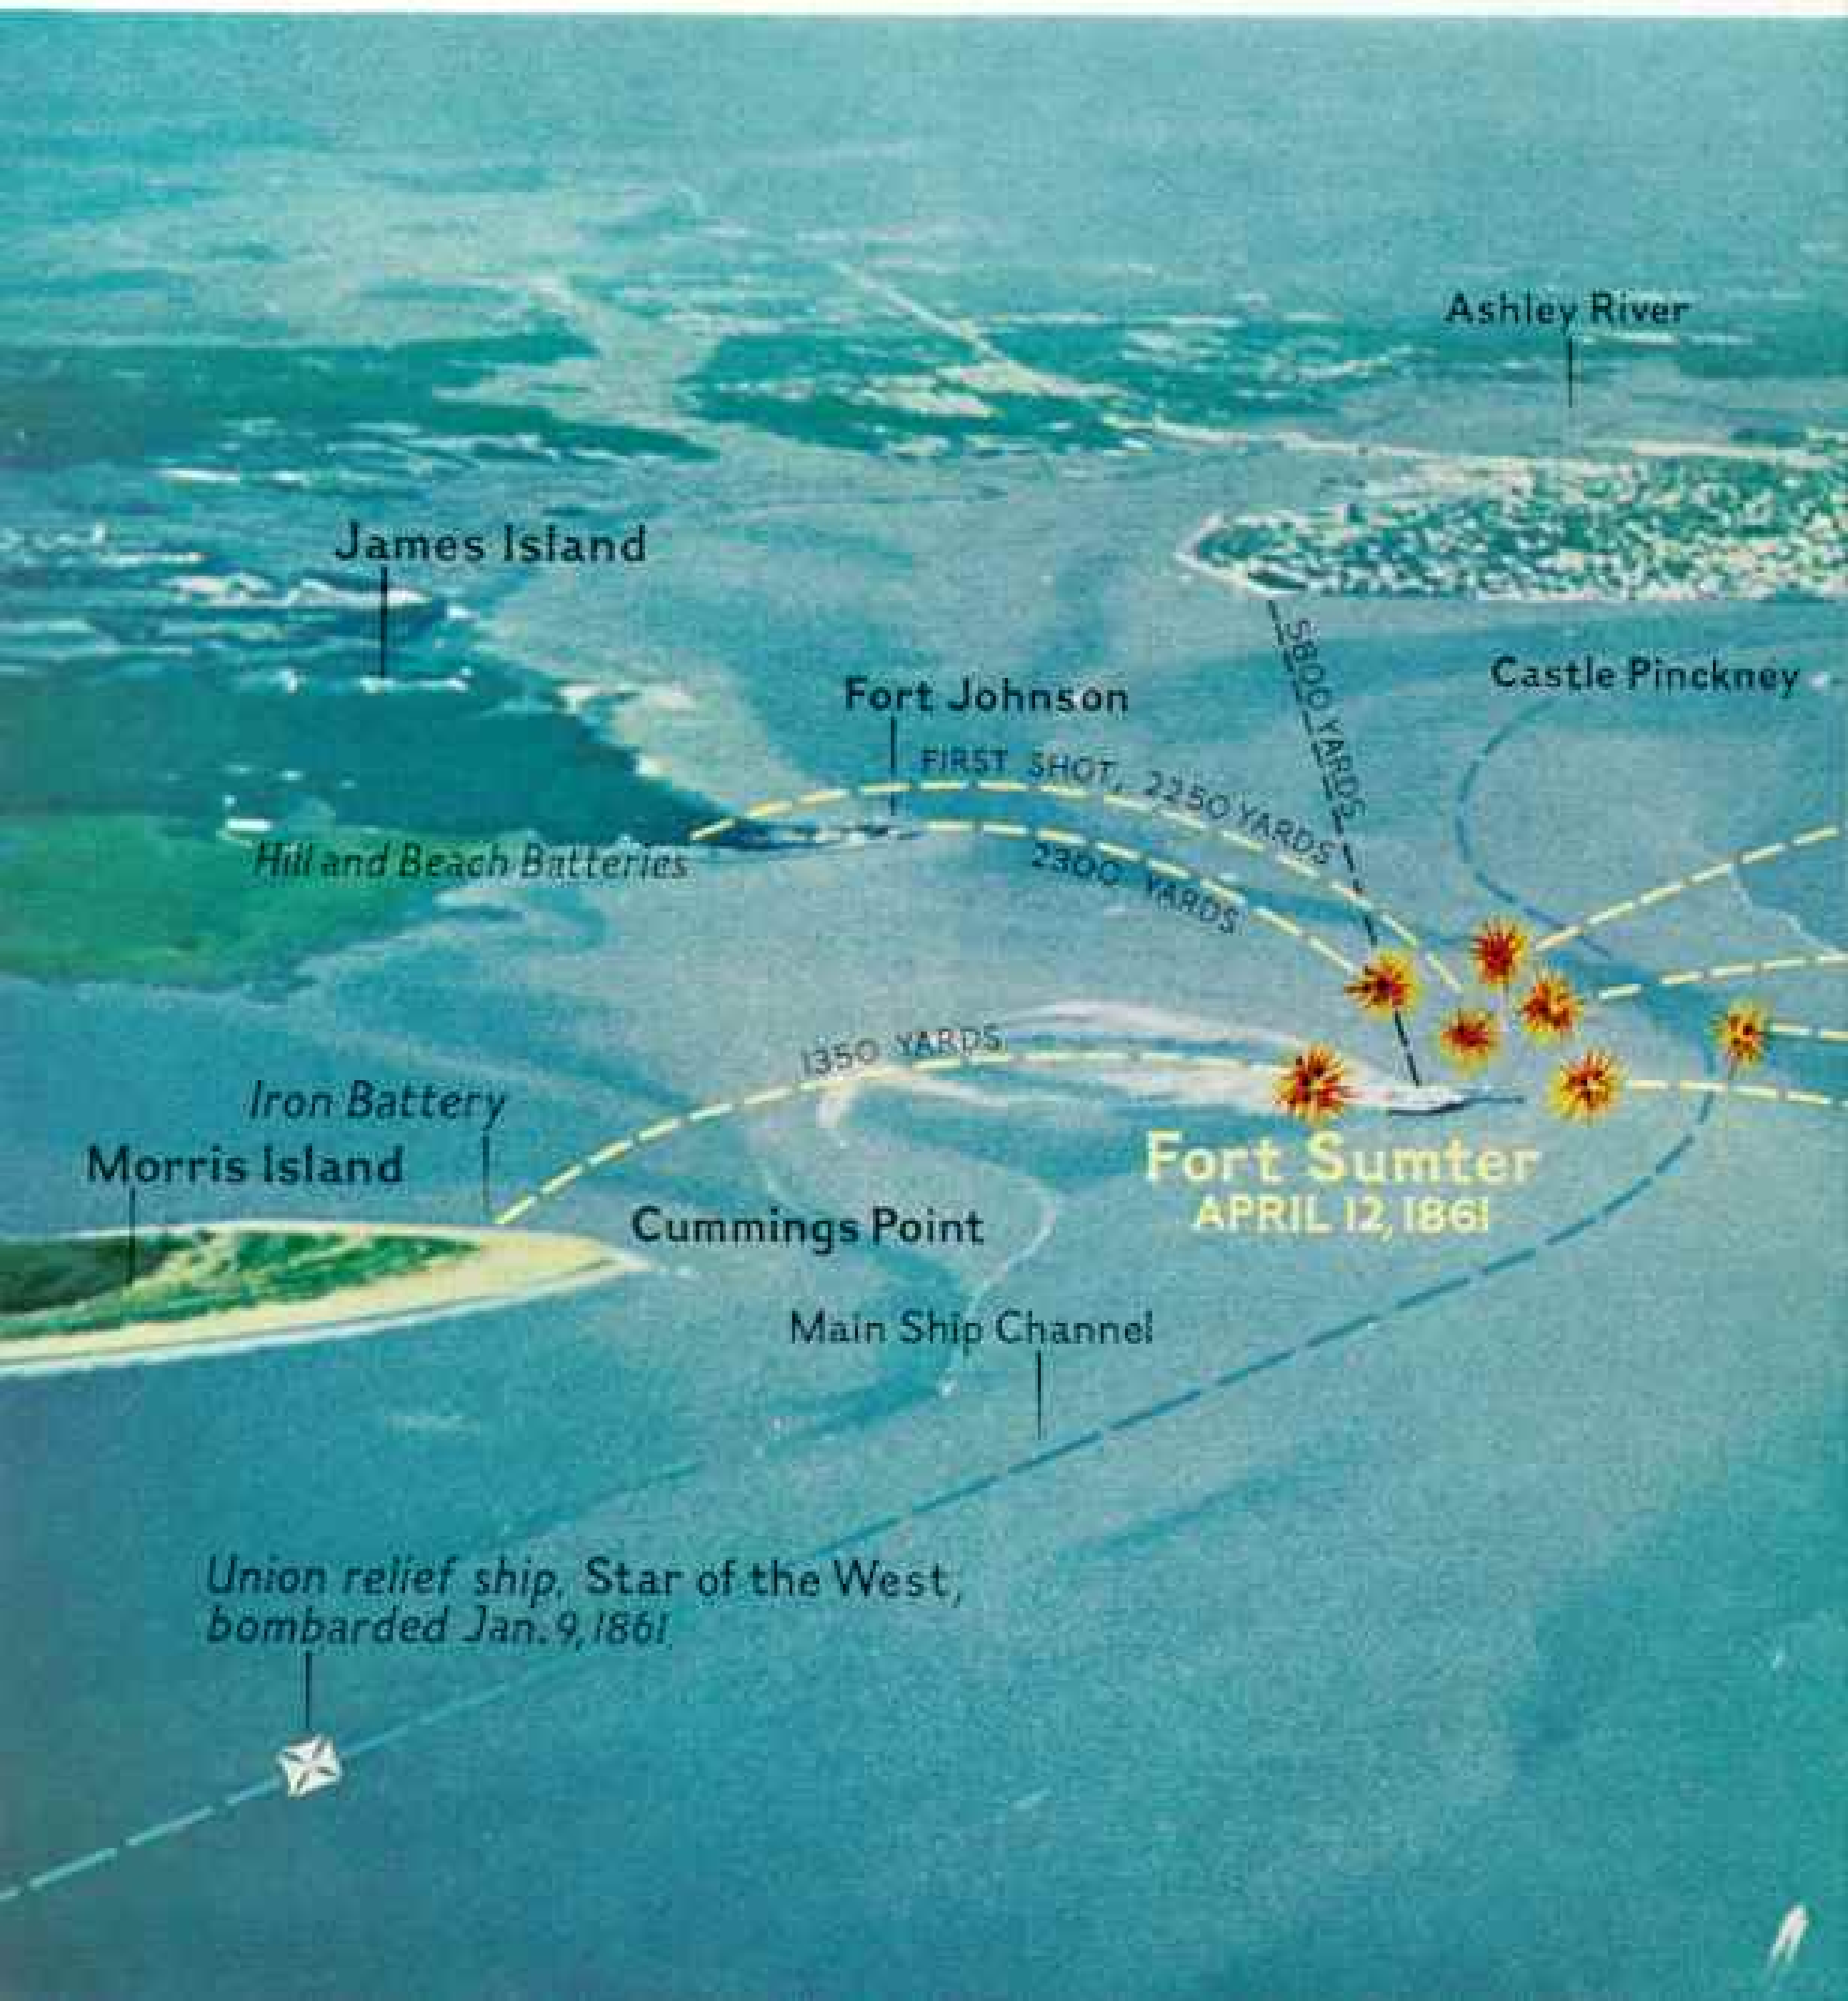 Ashley River
James Island
5800 YARDS
Castle Pinckney
Fort Johnson
FIRST SHOT, 2250 YARDS
Hill and Beach Batteries
2300 YARDS
1350 YARDS
Iron Battery
Morris Island
Fort Sumter
APRIL 12, 1861
Cummings Point
Main Ship Channel
Union relief ship, Star of the West,
bombarded Jan. 9, 1861